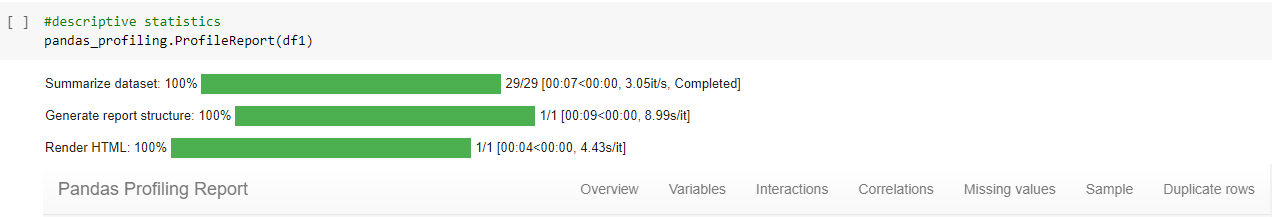 [ ] #descriptive statistics
pandas_profiling.ProfileReport(df1)
Summarize dataset: 100% 29/29 [00:07<00:00, 3.05it/s, Completed]
Generate report structure: 100% 1/1 [00:09<00:00, 8.99s/it]
Render HTML: 100% 1/1 [00:04<00:00, 4.43s/it]
Pandas Profiling Report Overview Variables Interactions Correlations Missing values Sample Duplicate rows